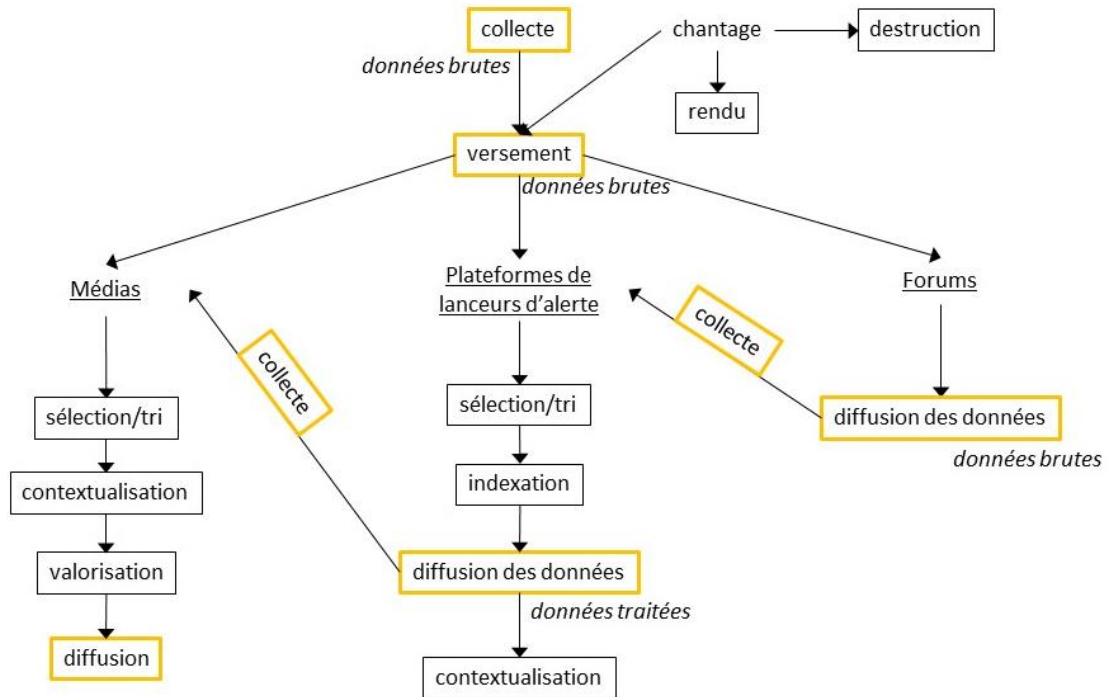 collecte
chantage
destruction
données brutes
rendu
versement
données brutes
Médias
Plateformes de
lanceurs d'alerte
Forums
collecte
collecte
sélection/tri
sélection/tri
diffusion des données
données brutes
contextualisation
indexation
valorisation
diffusion des données
données traitées
diffusion
contextualisation